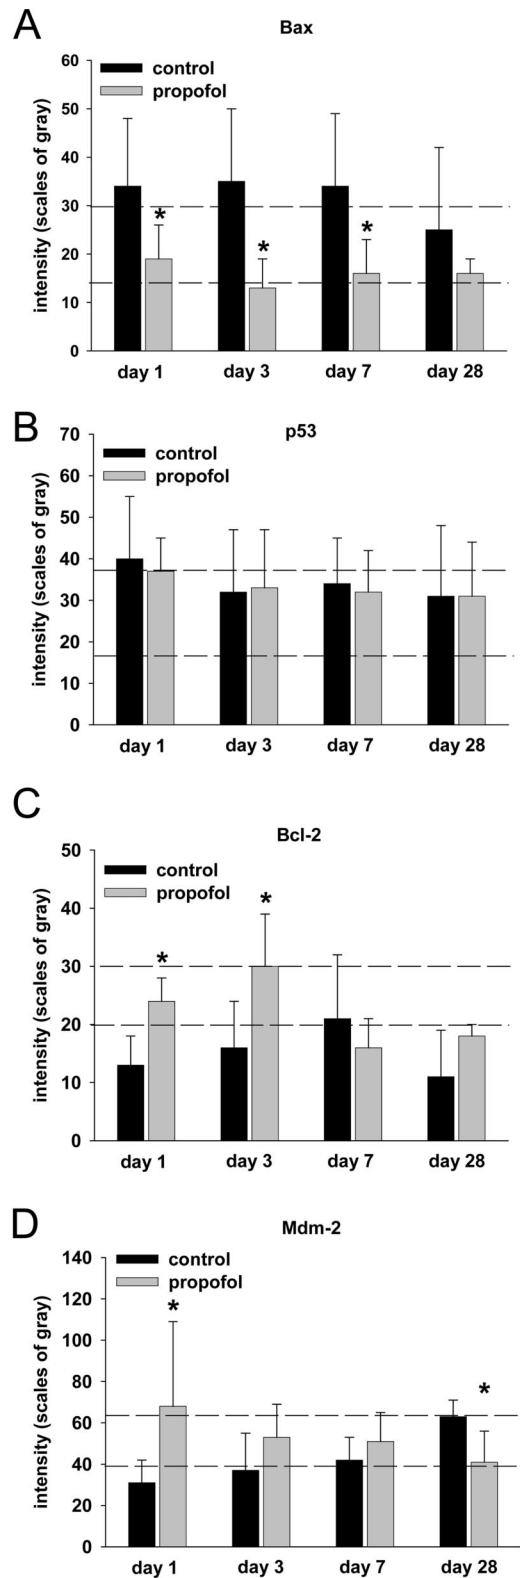 A
Bax
60
50
40
30
20
10
0
intensity (scales of gray)
control
propofol
*
*
*
day 1
day 3
day 7
day 28
B
p53
70
60
50
40
30
20
10
0
intensity (scales of gray)
control
propofol
day 1
day 3
day 7
day 28
C
Bcl-2
50
40
30
20
10
0
intensity (scales of gray)
control
propofol
*
*
day 1
day 3
day 7
day 28
D
Mdm-2
140
120
100
80
60
40
20
0
intensity (scales of gray)
control
propofol
*
*
day 1
day 3
day 7
day 28